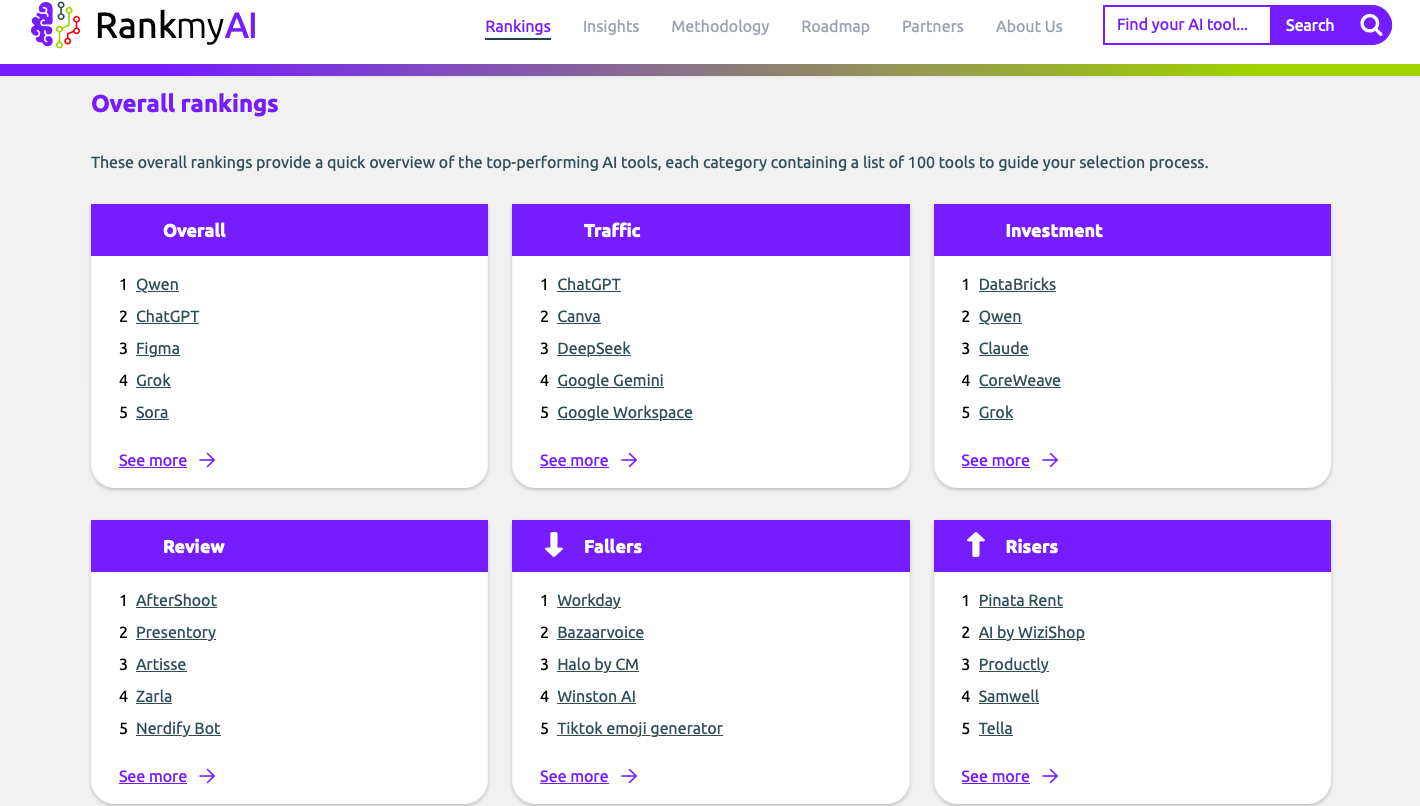 RankmyAI
Rankings Insights Methodology Roadmap Partners About Us
Find your AI tool... Search
Overall rankings
These overall rankings provide a quick overview of the top-performing AI tools, each category containing a list of 100 tools to guide your selection process.
Overall
1 Qwen
2 ChatGPT
3 Figma
4 Grok
5 Sora
See more
Traffic
1 ChatGPT
2 Canva
3 DeepSeek
4 Google Gemini
5 Google Workspace
See more
Investment
1 DataBricks
2 Qwen
3 Claude
4 CoreWeave
5 Grok
See more
Review
1 AfterShoot
2 Presentory
3 Artisse
4 Zarla
5 Nerdify Bot
See more
Fallers
1 Workday
2 Bazaarvoice
3 Halo by CM
4 Winston AI
5 Tiktok emoji generator
See more
Risers
1 Pinata Rent
2 AI by WiziShop
3 Productly
4 Samwell
5 Tella
See more